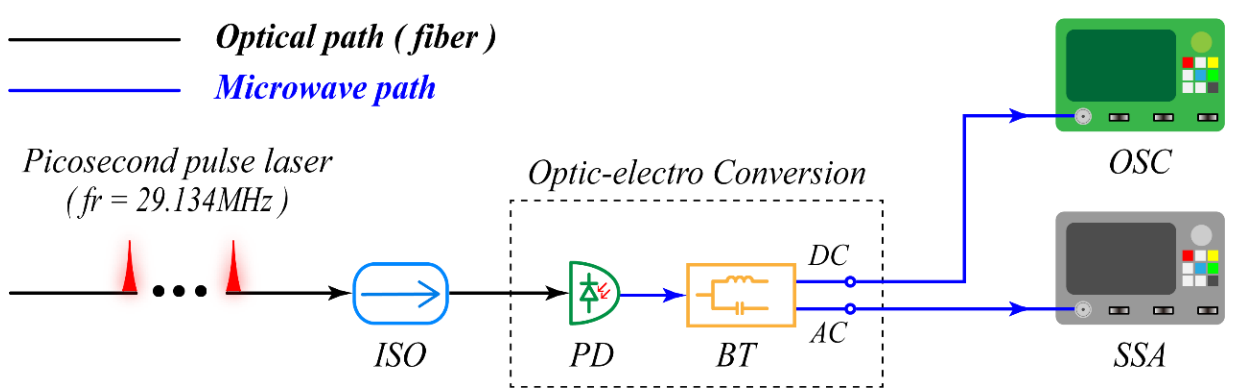 Optical path ( fiber )
Microwave path
Picosecond pulse laser
( fr = 29.134MHz )
Optic-electro Conversion
OSC
DC
AC
ISO
PD
BT
SSA